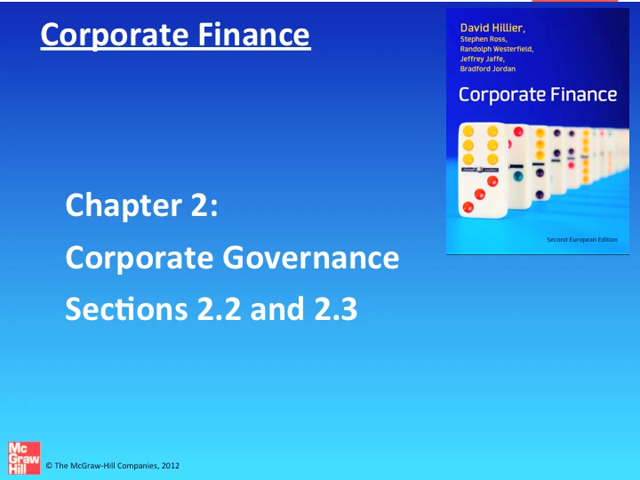 Corporate Finance
David Hillier,
Stephen Ross,
Randolph Westerfield,
Jeffrey Jaffe,
Bradford Jordan
Corporate Finance
Second European Edition
Chapter 2:
Corporate Governance
Sections 2.2 and 2.3
Mc
Graw
Hill
© The McGraw-Hill Companies, 2012